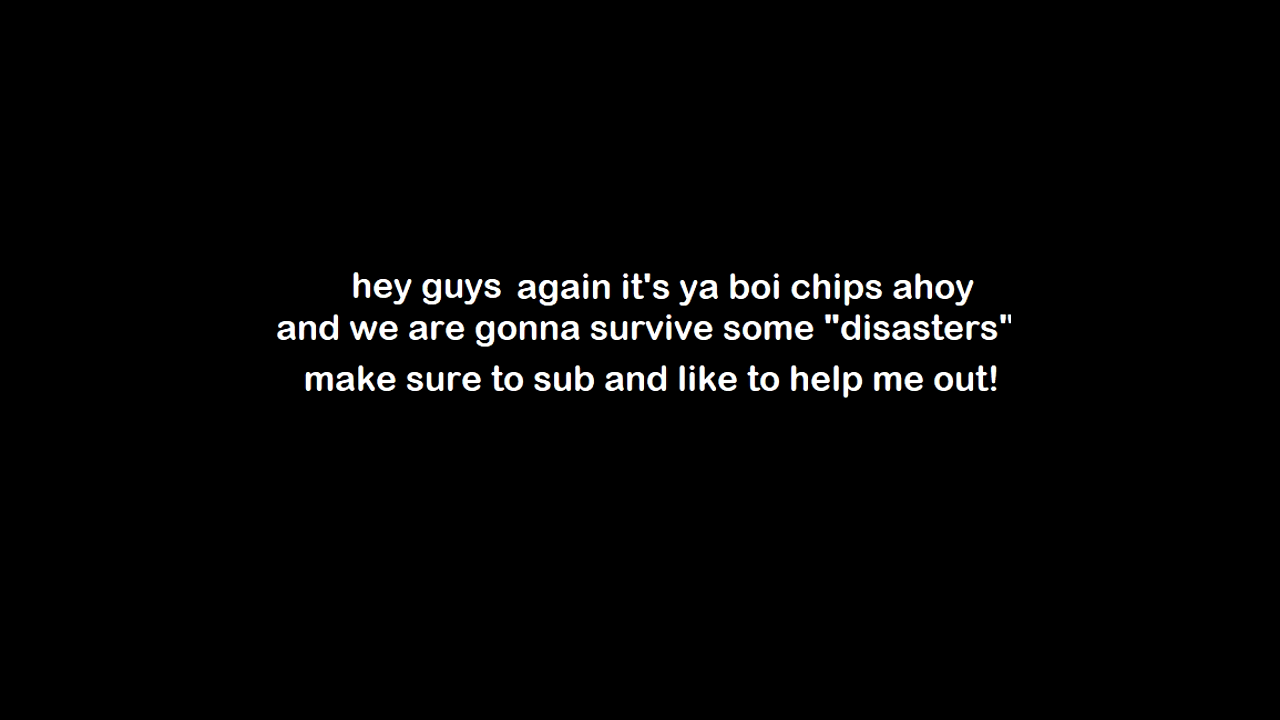 hey guys again it's ya boi chips ahoy
and we are gonna survive some "disasters"
make sure to sub and like to help me out!